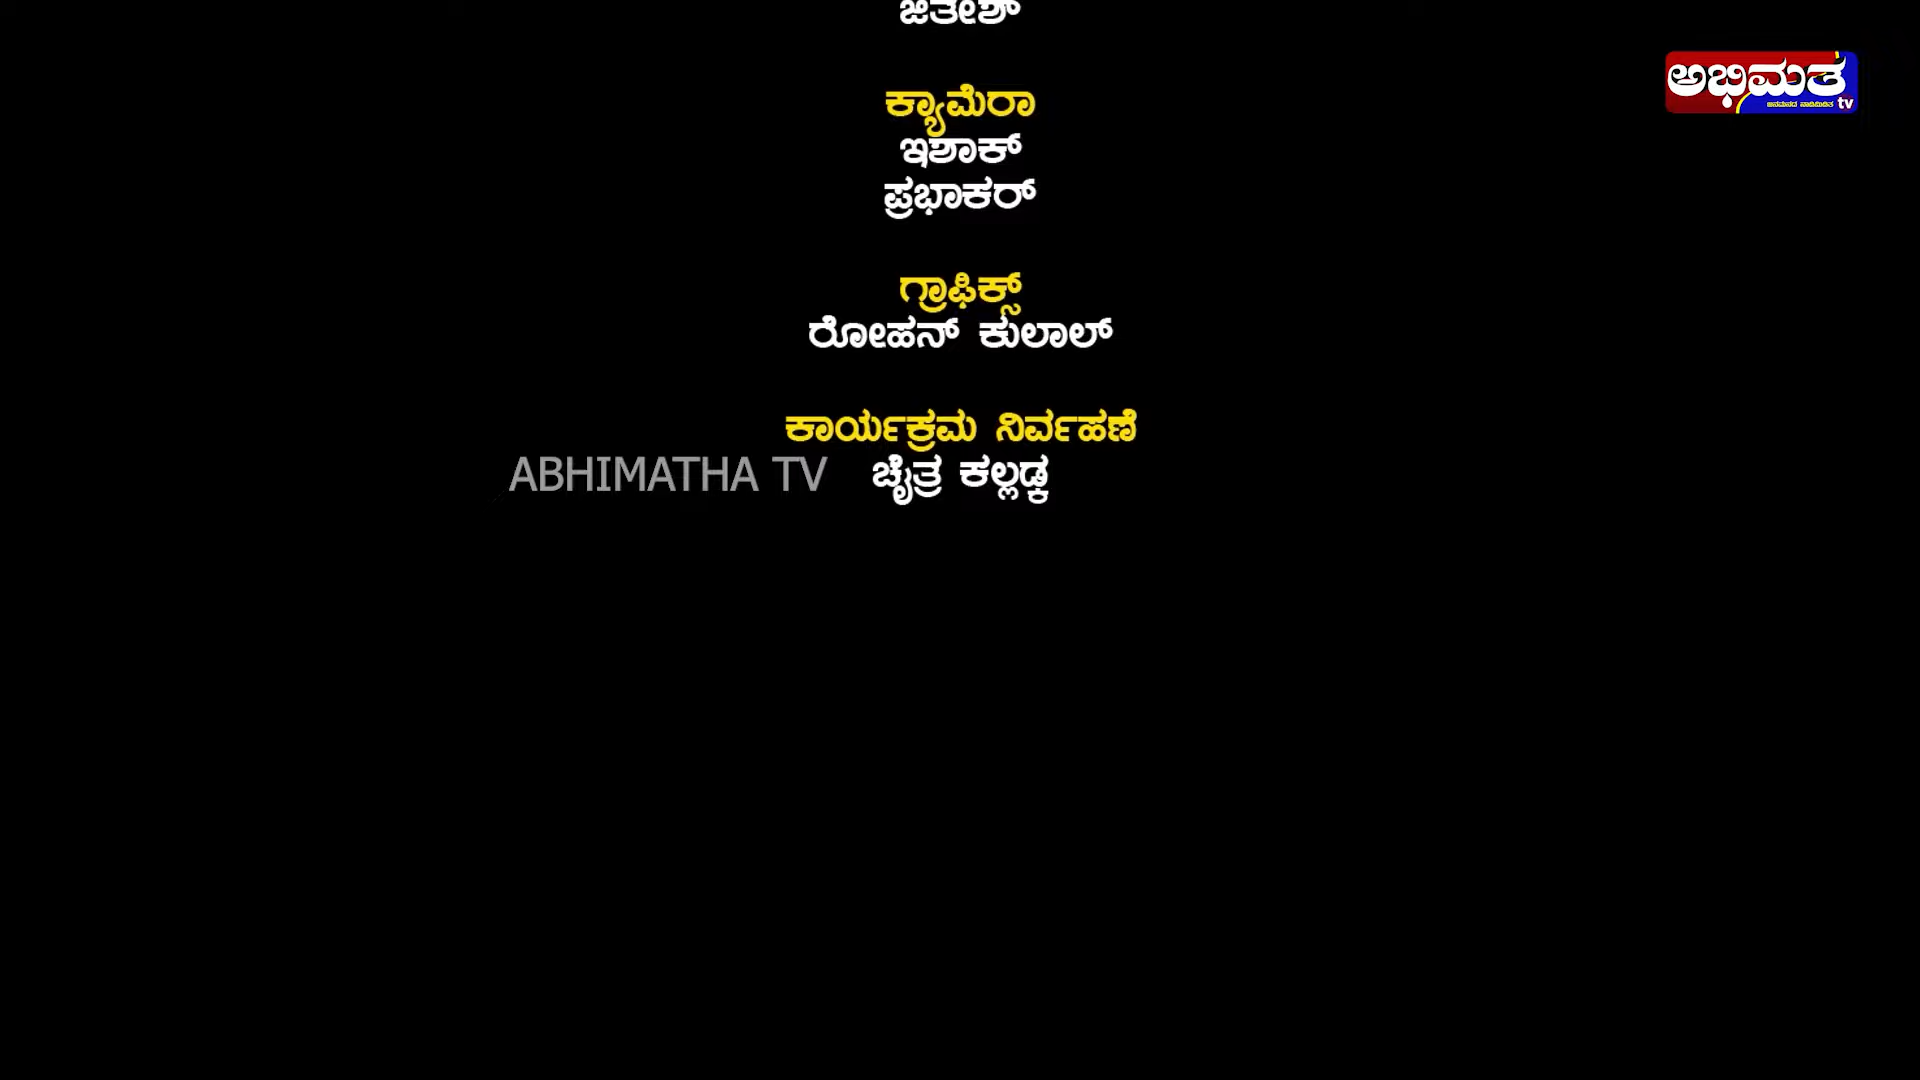 ಜಿತೇಶ್
ಅಭಿಮತ
tv
ಕ್ಯಾಮೆರಾ
ಇಶಾಕ್
ಪ್ರಭಾಕರ್
ಗ್ರಾಫಿಕ್ಸ್
ರೋಹನ್ ಕುಲಾಲ್
ಕಾರ್ಯಕ್ರಮ ನಿರ್ವಹಣೆ
ABHIMATHA TV
ಚೈತ್ರ ಕಲ್ಲಡ್ಕ